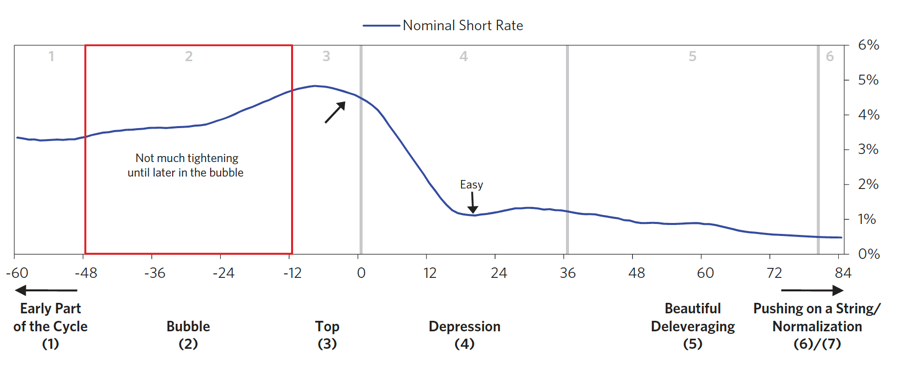 Nominal Short Rate
1 2 3 4 5 6
6%
5%
4%
3%
2%
1%
0%
Not much tightening
until later in the bubble
Easy
-60 -48 -36 -24 -12 0 12 24 36 48 60 72 84
Early Part
of the Cycle
(1)
Bubble
(2)
Top
(3)
Depression
(4)
Beautiful
Deleveraging
(5)
Pushing on a String/
Normalization
(6)/(7)